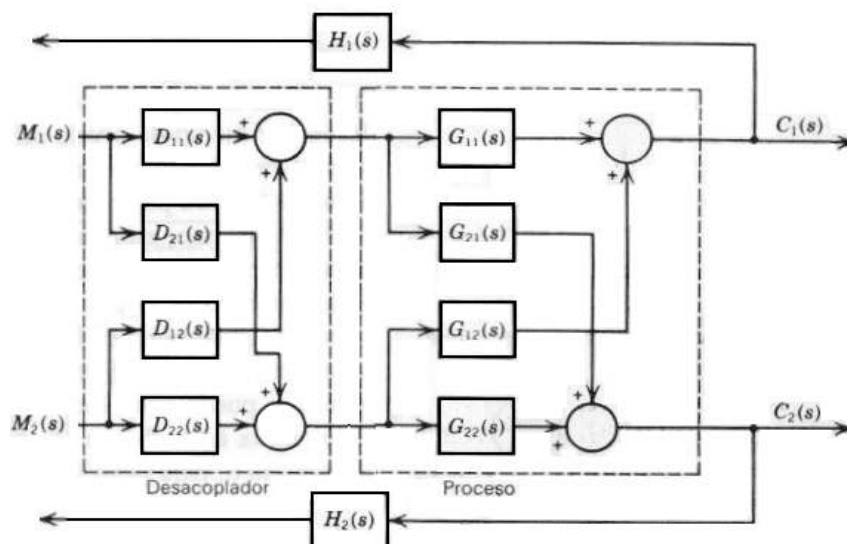 H₁(s)
M₁(s)
D₁₁(s)
+
+
G₁₁(s)
+
+
C₁(s)
D₂₁(s)
G₂₁(s)
D₁₂(s)
G₁₂(s)
M₂(s)
D₂₂(s)
+
+
G₂₂(s)
+
+
C₂(s)
Desacoplador
Proceso
H₂(s)